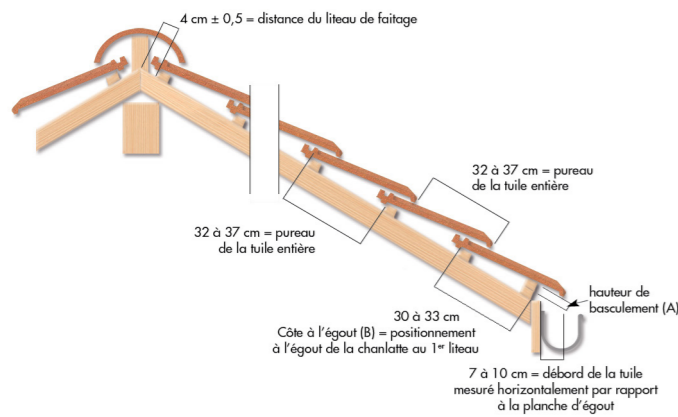 4 cm ± 0,5 = distance du liteau de faitage
32 à 37 cm = pureau
de la tuile entière
32 à 37 cm = pureau
de la tuile entière
hauteur de
basculement (A)
30 à 33 cm
Côte à l'égout (B) = positionnement
à l'égout de la chanlatte au 1er liteau
7 à 10 cm = débord de la tuile
mesuré horizontalement par rapport
à la planche d'égout